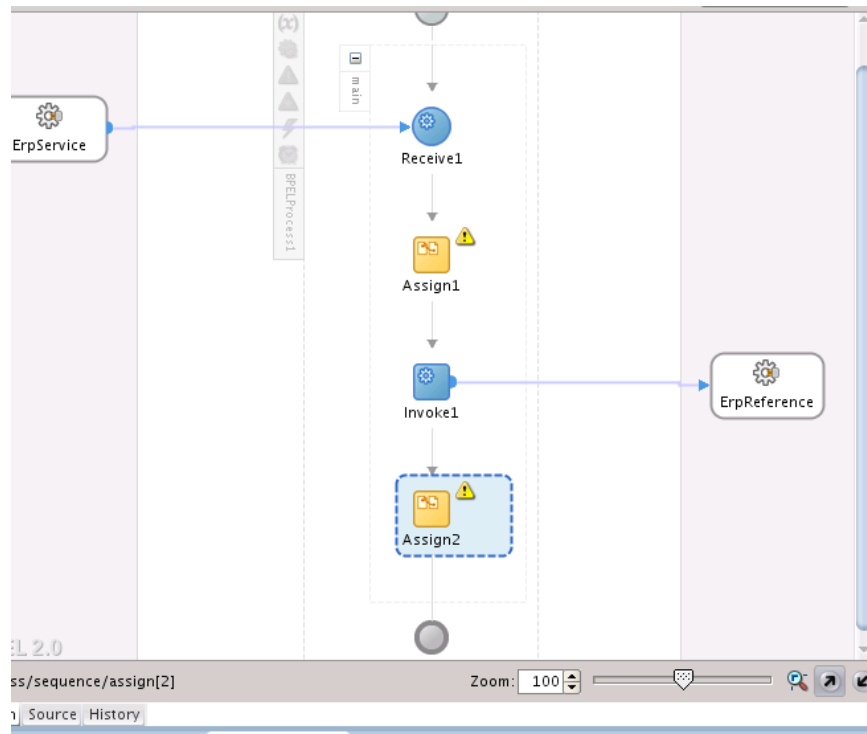 (x)
main
ErpService
Receive1
BPELProcess1
Assign1
Invoke1
ErpReference
Assign2
EL 2.0
ss/sequence/assign[2]
Zoom: 100
n Source History